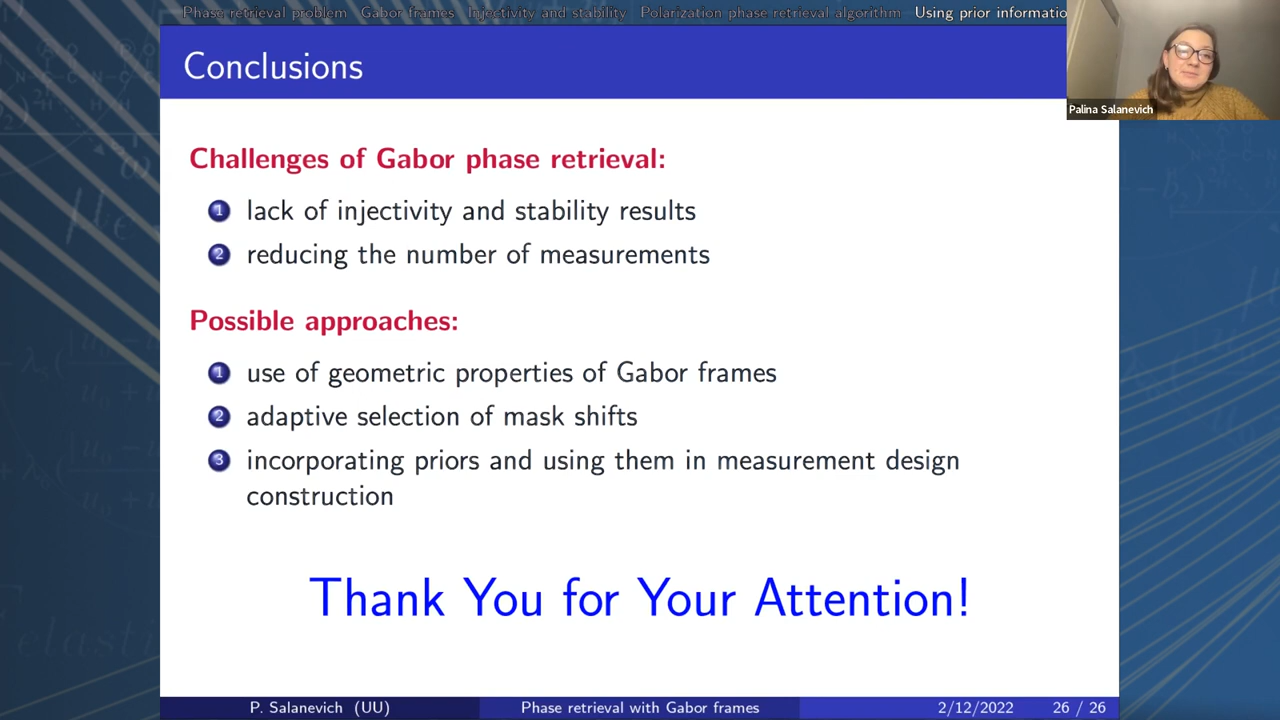 Phase retrieval problem Gabor frames Injectivity and stability Polarization phase retrieval algorithm Using prior informatio
Conclusions
Palina Salanevich
Challenges of Gabor phase retrieval:
1 lack of injectivity and stability results
2 reducing the number of measurements
Possible approaches:
1 use of geometric properties of Gabor frames
2 adaptive selection of mask shifts
3 incorporating priors and using them in measurement design
construction
Thank You for Your Attention!
P. Salanevich (UU) Phase retrieval with Gabor frames 2/12/2022 26 / 26